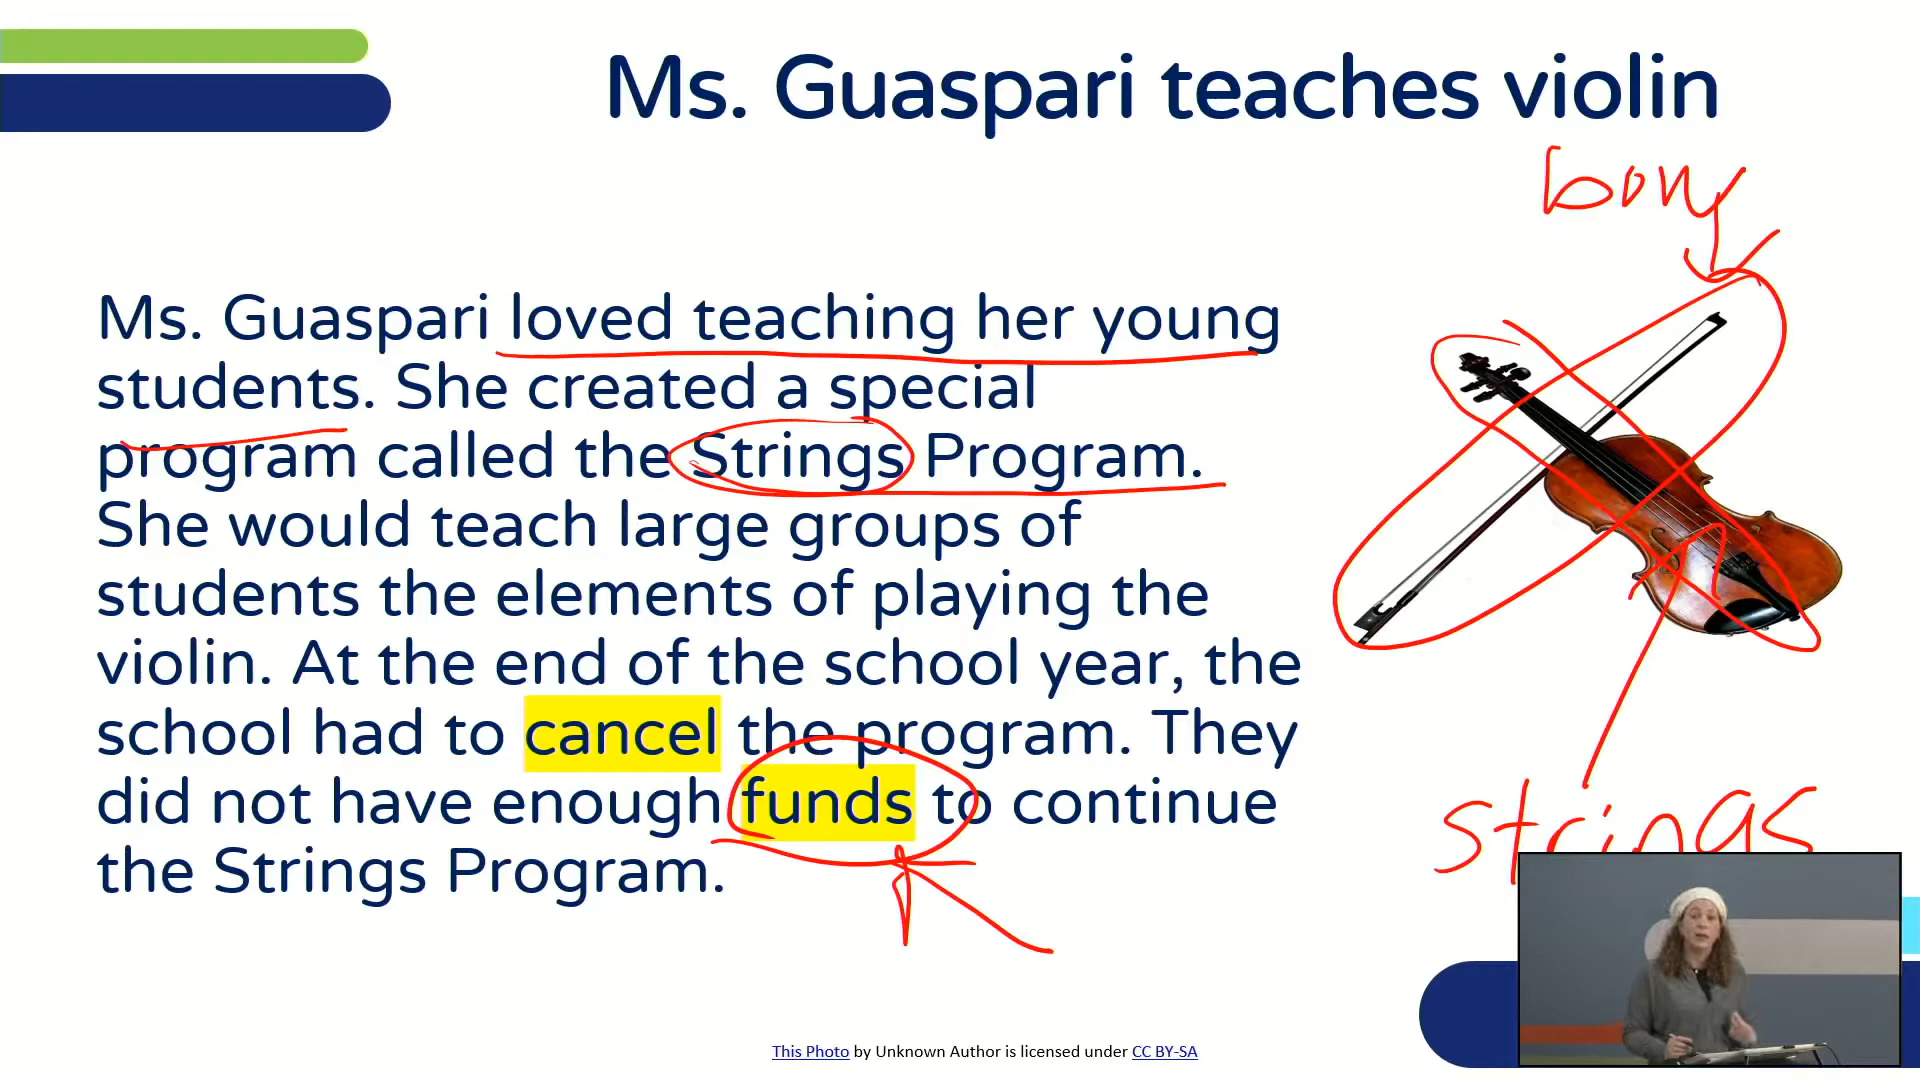 Ms. Guaspari teaches violin
bow
Ms. Guaspari loved teaching her young
students. She created a special
program called the Strings Program.
She would teach large groups of
students the elements of playing the
violin. At the end of the school year, the
school had to cancel the program. They
did not have enough funds to continue
the Strings Program.
strings
This Photo by Unknown Author is licensed under CC BY-SA